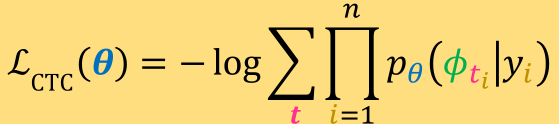 ℒ_CTC(θ) = − log ∑_t ∏_{i=1}^{n} p_θ(ϕ_{t_i}|y_i)